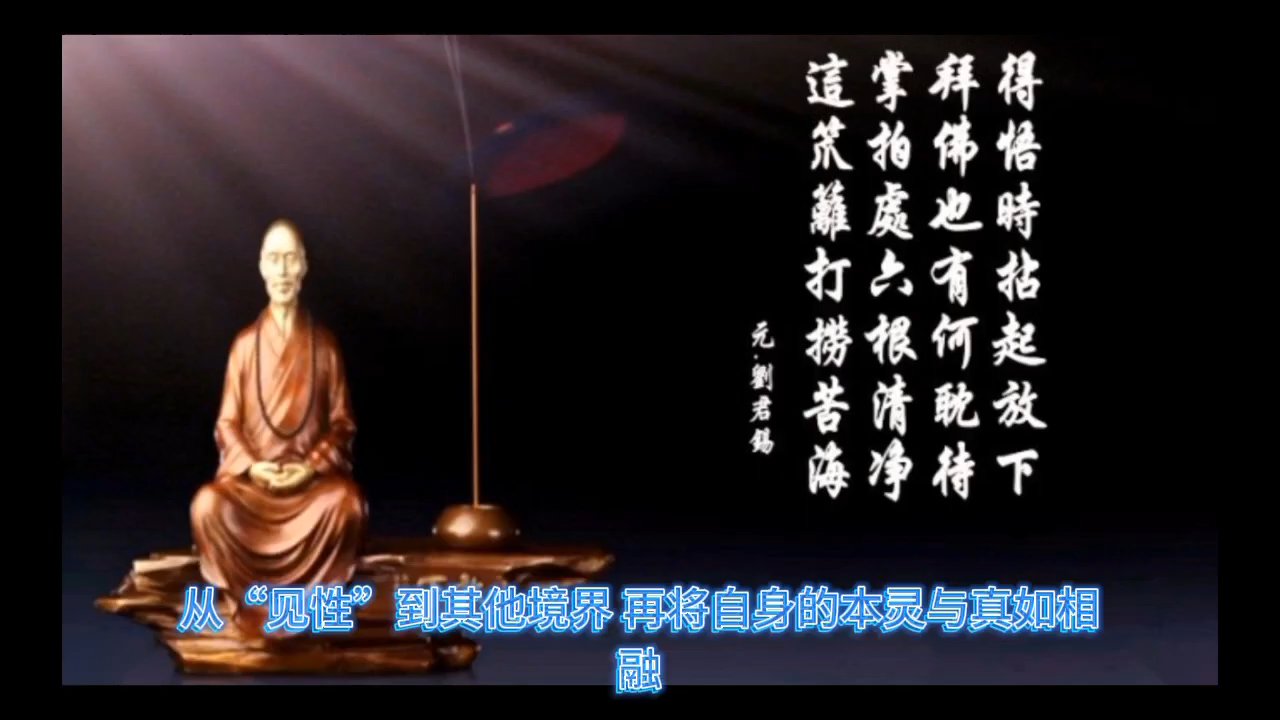 得悟時拈起放下
拜佛也有何耽待
掌拍處六根清净
這笊蘺打撈苦海
元·劉君錫
从“见性”到其他境界 再将自身的本灵与真如相
融